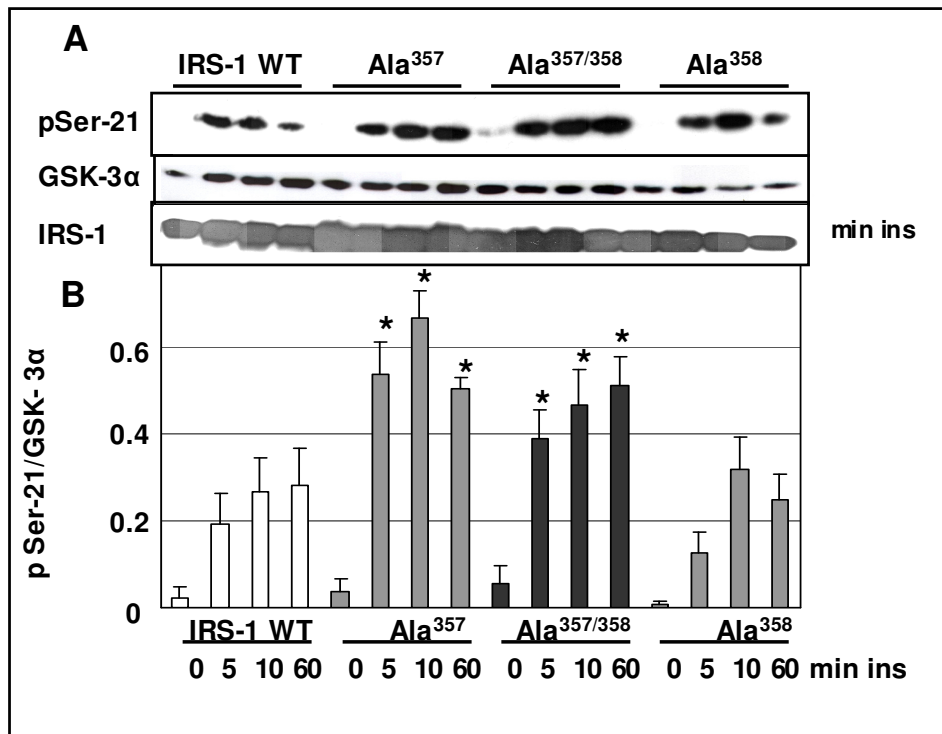 A
IRS-1 WT Ala³⁵⁷ Ala³⁵⁷/³⁵⁸ Ala³⁵⁸
pSer-21
GSK-3α
IRS-1 min ins
B
* * * * * *
p Ser-21/GSK- 3α
0.6
0.4
0.2
0
IRS-1 WT Ala³⁵⁷ Ala³⁵⁷/³⁵⁸ Ala³⁵⁸
0 5 10 60 0 5 10 60 0 5 10 60 0 5 10 60 min ins